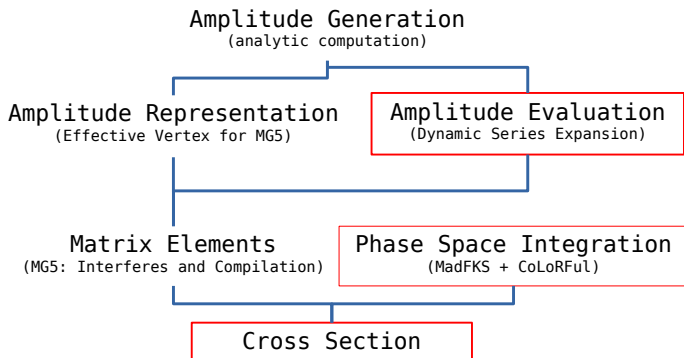 Amplitude Generation
(analytic computation)
Amplitude Representation
(Effective Vertex for MG5)
Amplitude Evaluation
(Dynamic Series Expansion)
Matrix Elements
(MG5: Interferes and Compilation)
Phase Space Integration
(MadFKS + CoLoRFul)
Cross Section